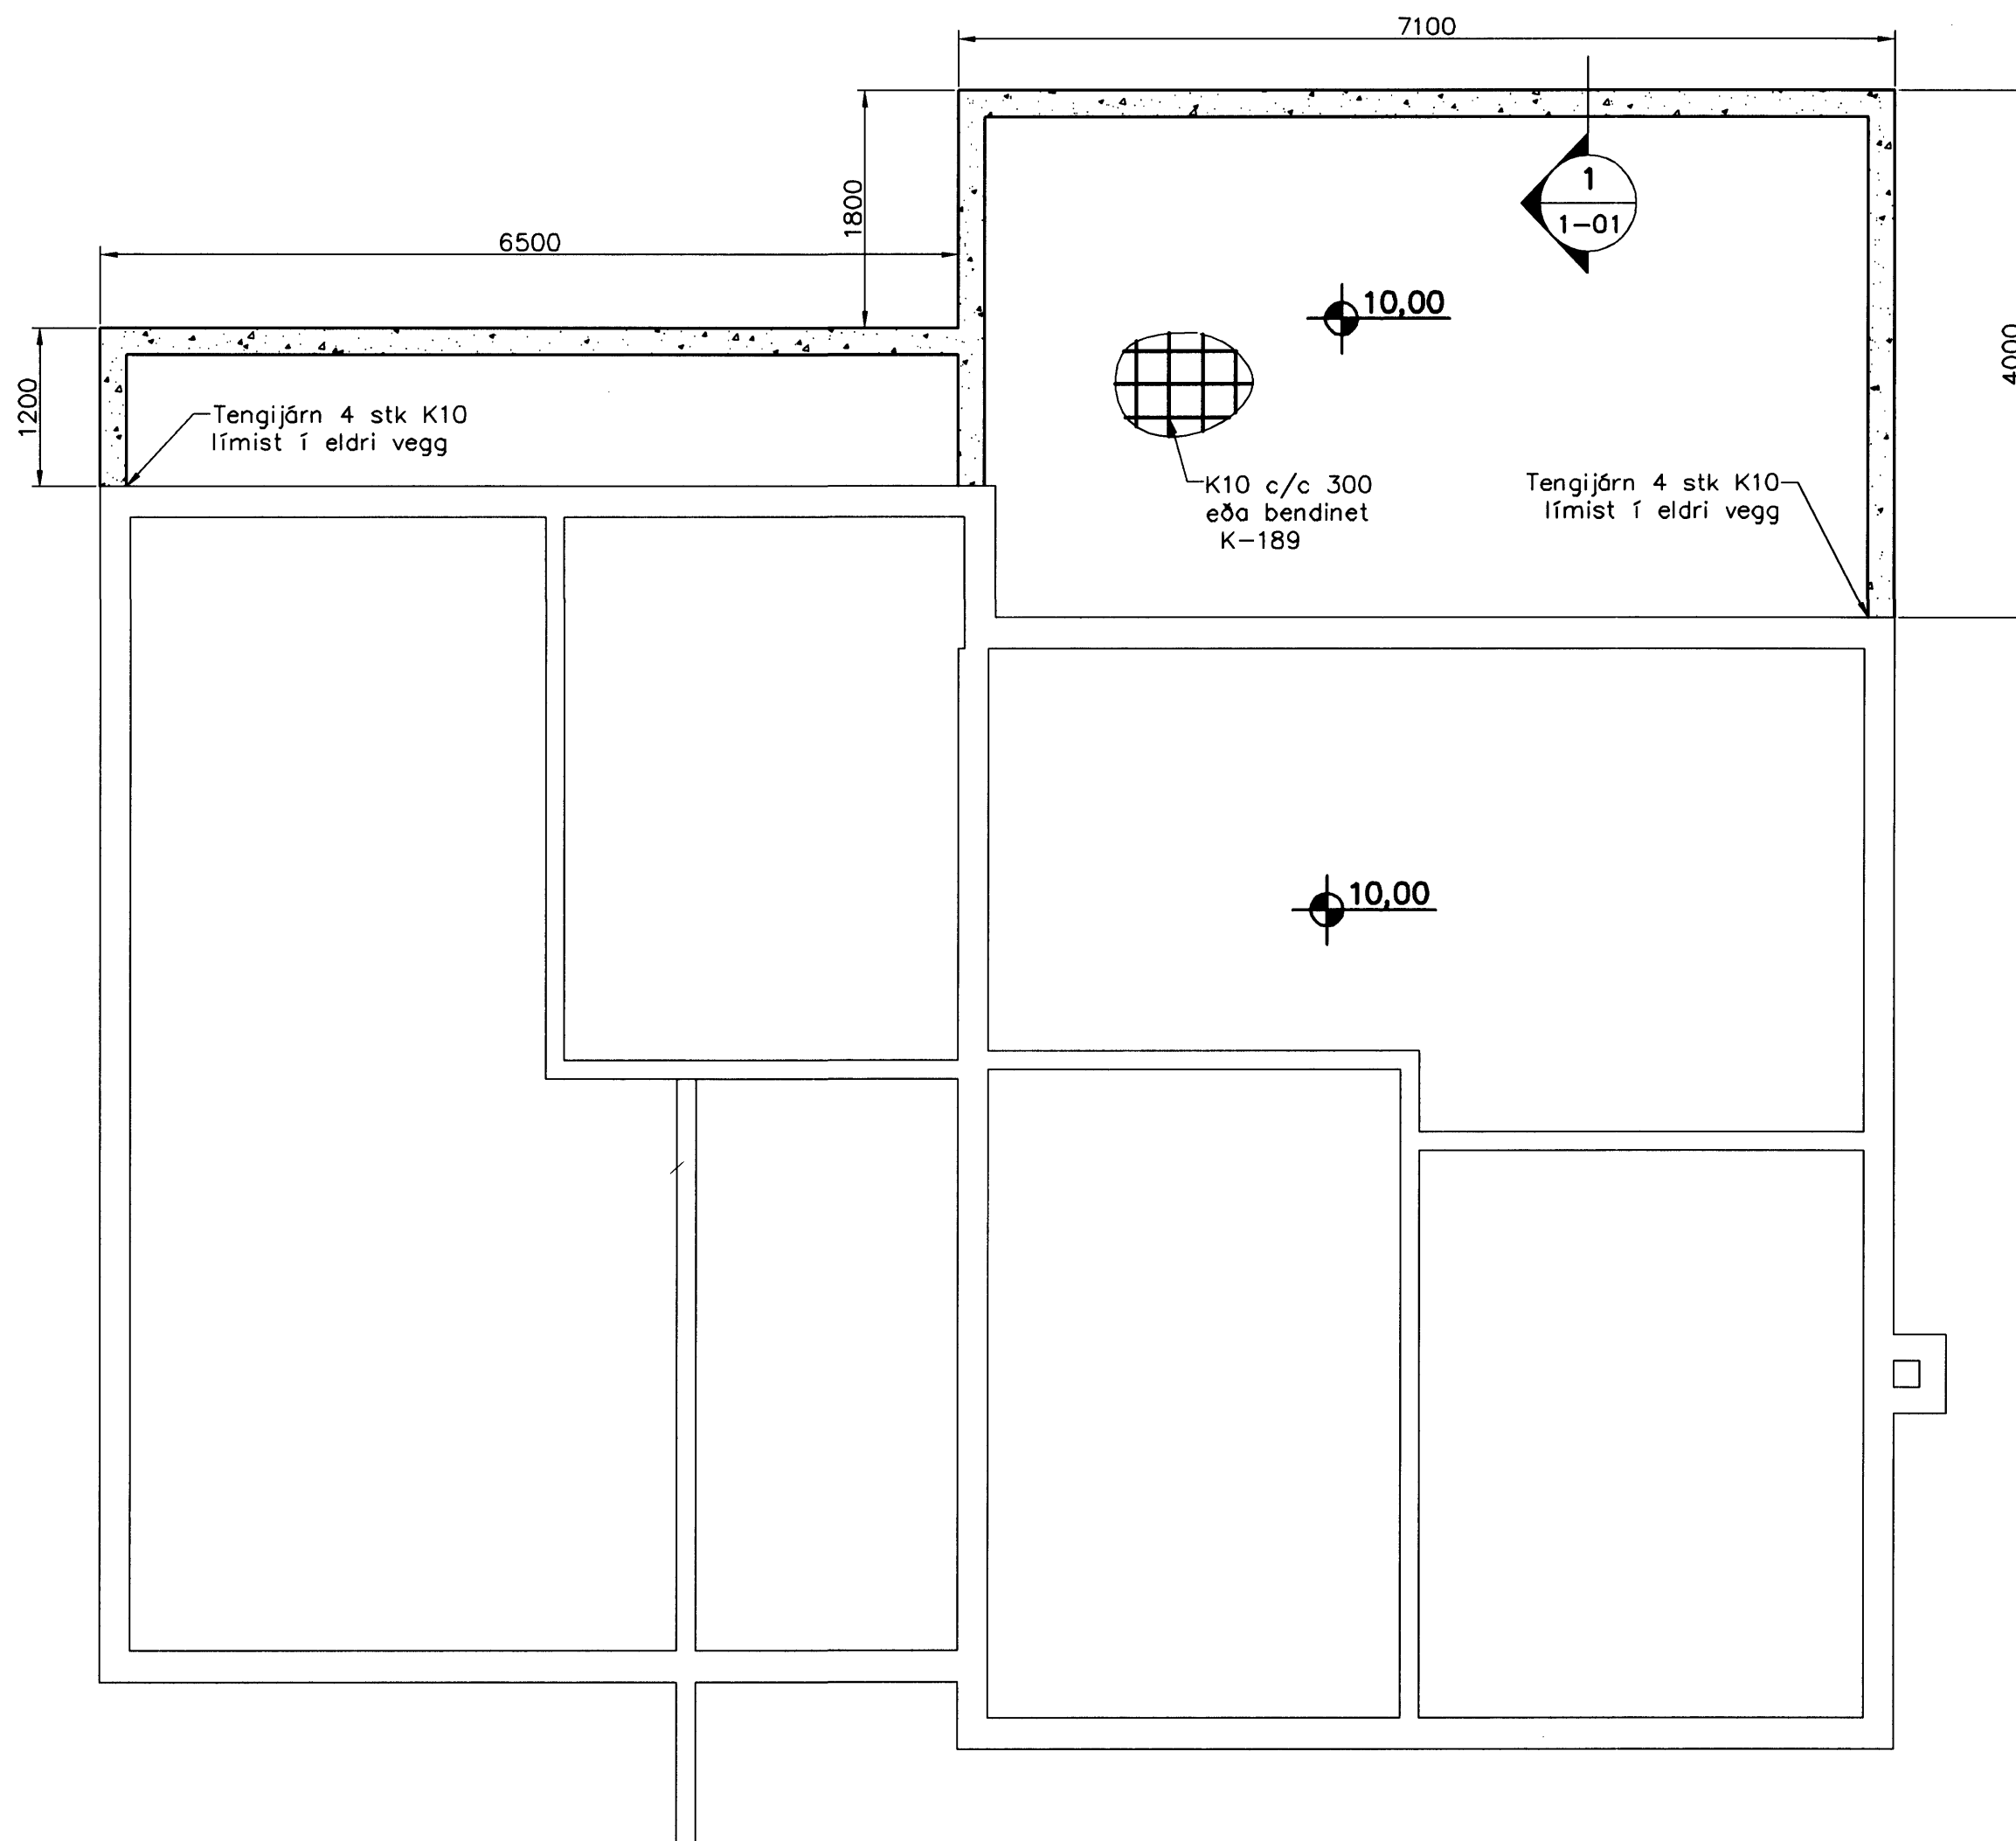 7100
1800
6500
1
1-01
10,00
4000
1200
Tengijárn 4 stk K10
límist í eldri vegg
K10 c/c 300
eða bendinet
K-189
Tengijárn 4 stk K10
límist í eldri vegg
10,00